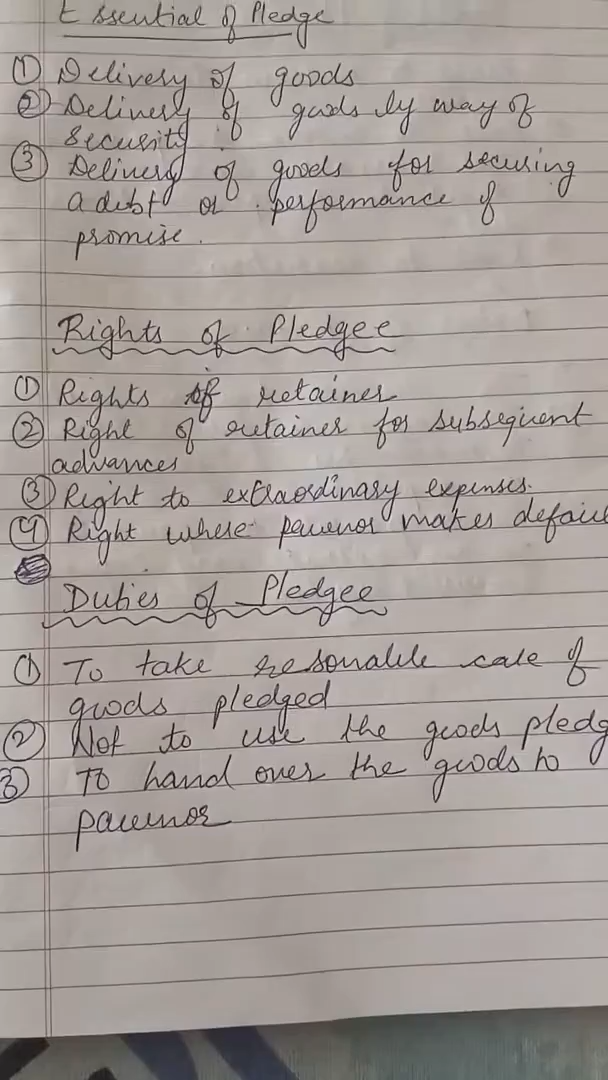 Essential of Pledge
① Delivery of goods
② Delivery of goods by way of
security
③ Delivery of goods for securing
a debt or performance of
promise.
Rights of Pledgee
① Rights of retainer
② Right of retainer for subsequent
advances
③ Right to extraordinary expenses.
④ Right where pawnor makes defaul
Duties of Pledgee
① To take resonable care of
goods pledged
② Not to use the goods pledg
③ To hand over the goods to
pawnor